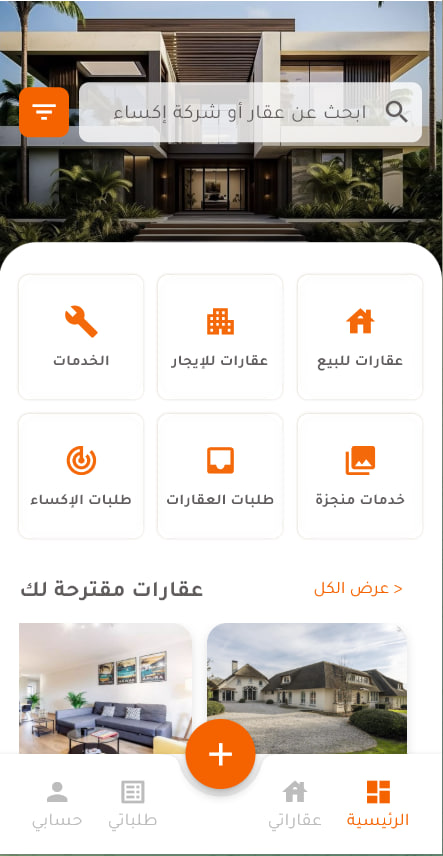 ابحث عن عقار أو شركة إكساء
عقارات للبيع
عقارات للإيجار
الخدمات
خدمات منجزة
طلبات العقارات
طلبات الإكساء
عقارات مقترحة لك
عرض الكل >
الرئيسية
عقاراتي
طلباتي
حسابي